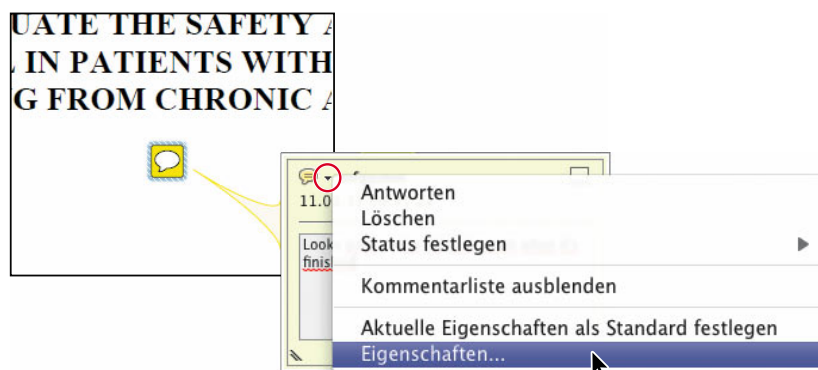 UATE THE SAFETY
IN PATIENTS WITH
G FROM CHRONIC
11.0
Look
finis
Antworten
Löschen
Status festlegen
Kommentarliste ausblenden
Aktuelle Eigenschaften als Standard festlegen
Eigenschaften...